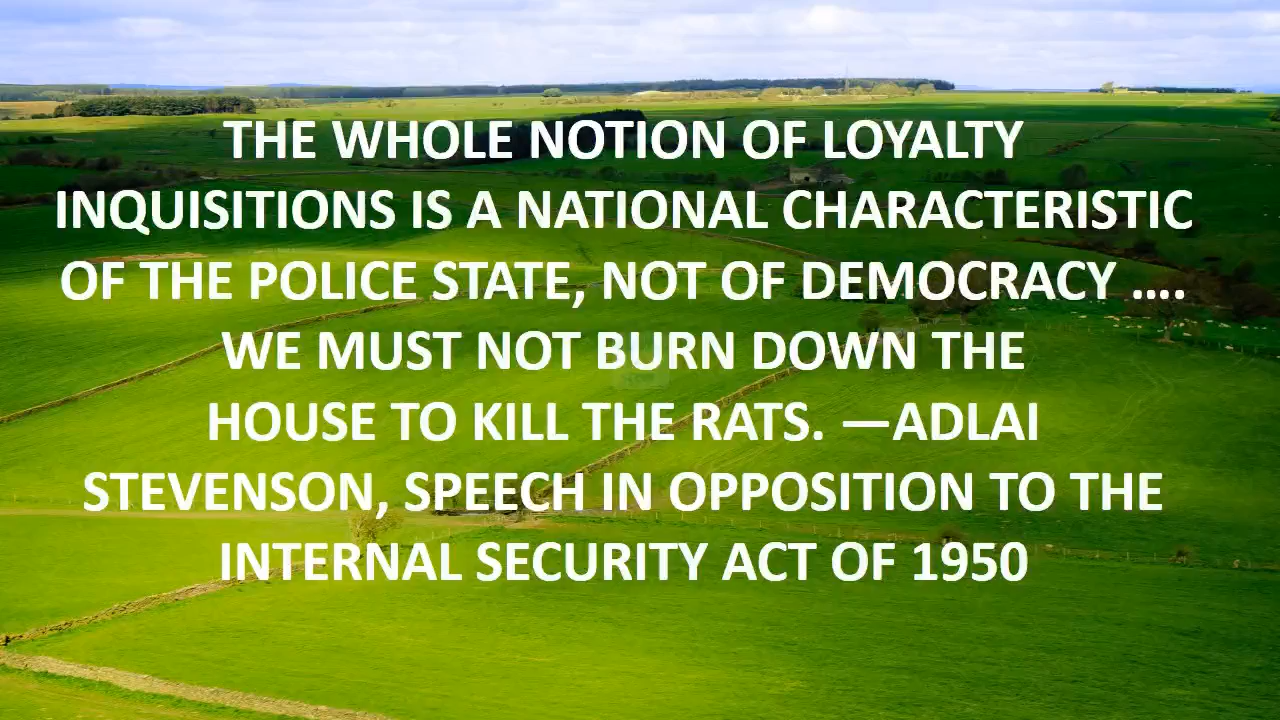 THE WHOLE NOTION OF LOYALTY
INQUISITIONS IS A NATIONAL CHARACTERISTIC
OF THE POLICE STATE, NOT OF DEMOCRACY ....
WE MUST NOT BURN DOWN THE
HOUSE TO KILL THE RATS. —ADLAI
STEVENSON, SPEECH IN OPPOSITION TO THE
INTERNAL SECURITY ACT OF 1950